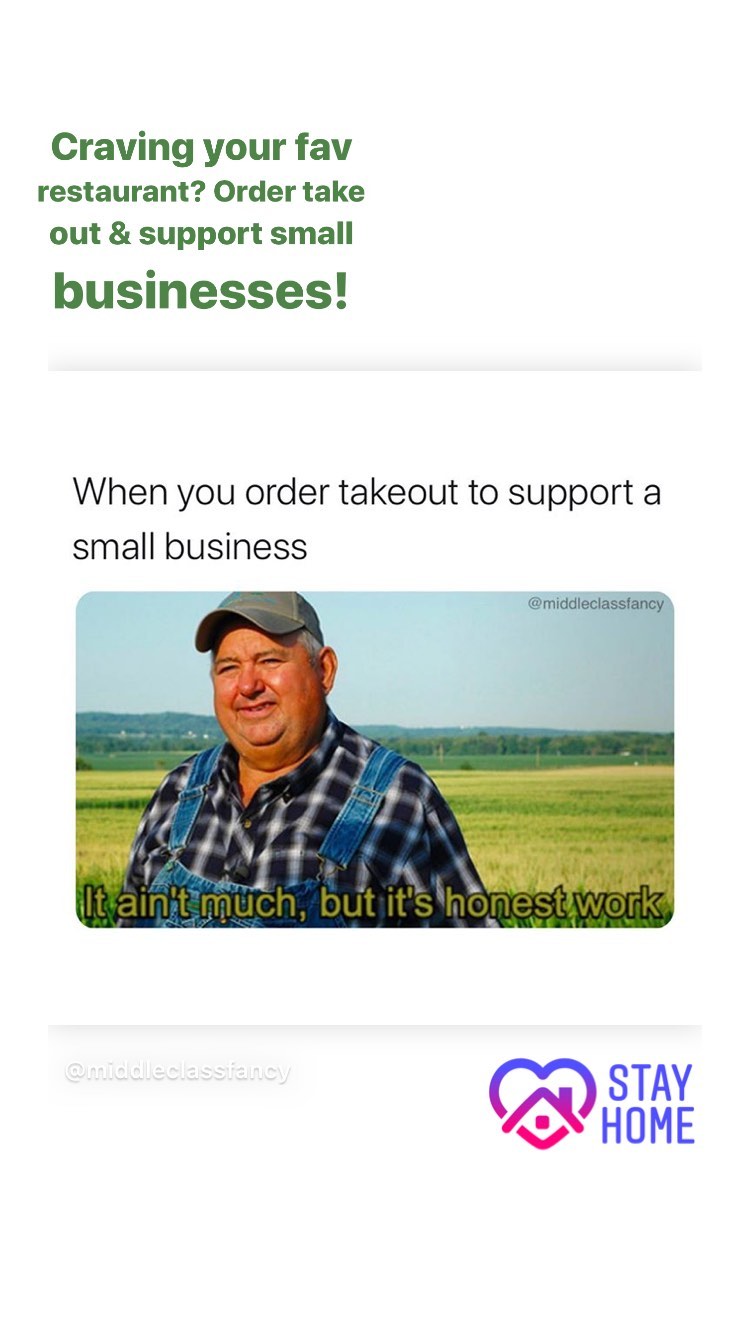 Craving your fav
restaurant? Order take
out & support small
businesses!
When you order takeout to support a
small business
@middleclassfancy
It ain't much, but it's honest work
@middleclassfancy
STAY
HOME